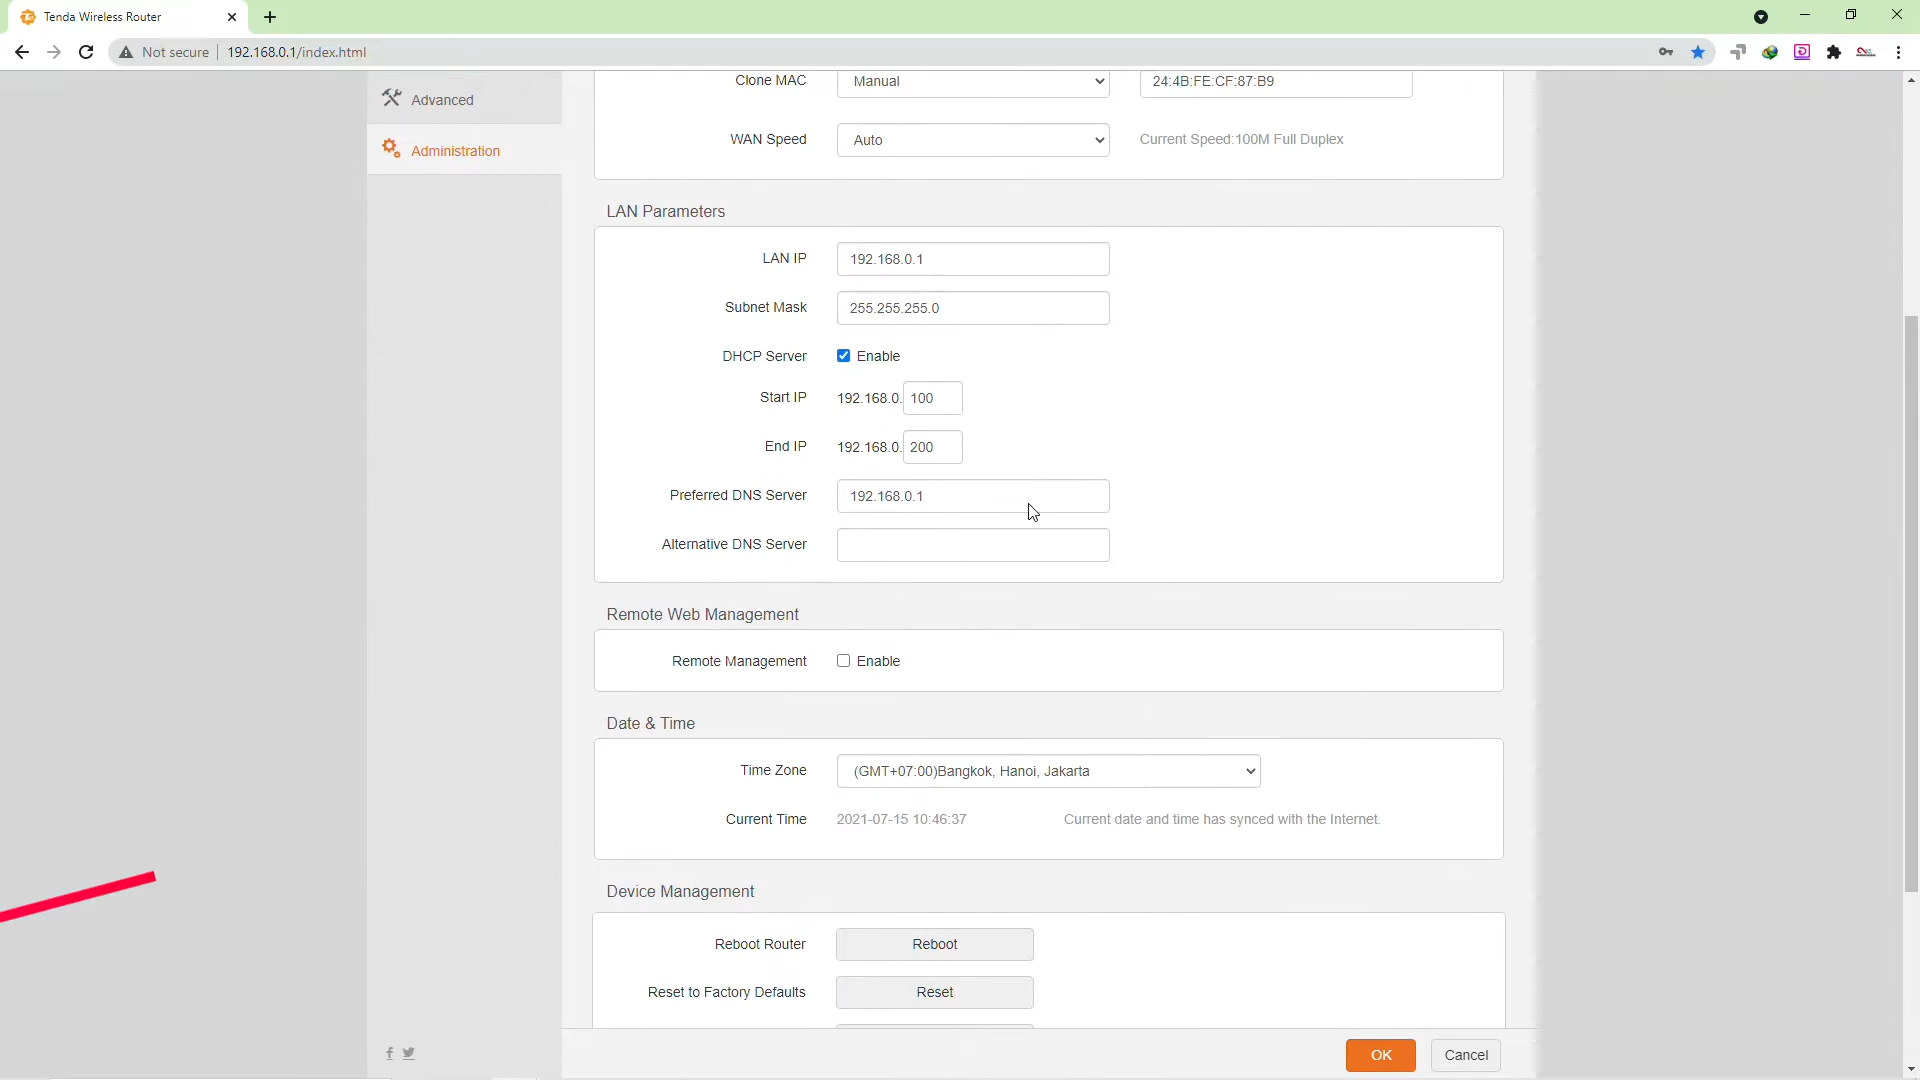 Tenda Wireless Router
Not secure 192.168.0.1/index.html
Advanced
Administration
Clone MAC Manual 24:4B:FE:CF:87:B9
WAN Speed Auto Current Speed:100M Full Duplex
LAN Parameters
LAN IP 192.168.0.1
Subnet Mask 255.255.255.0
DHCP Server Enable
Start IP 192.168.0. 100
End IP 192.168.0. 200
Preferred DNS Server 192.168.0.1
Alternative DNS Server
Remote Web Management
Remote Management Enable
Date & Time
Time Zone (GMT+07:00)Bangkok, Hanoi, Jakarta
Current Time 2021-07-15 10:46:37 Current date and time has synced with the Internet.
Device Management
Reboot Router Reboot
Reset to Factory Defaults Reset
OK Cancel